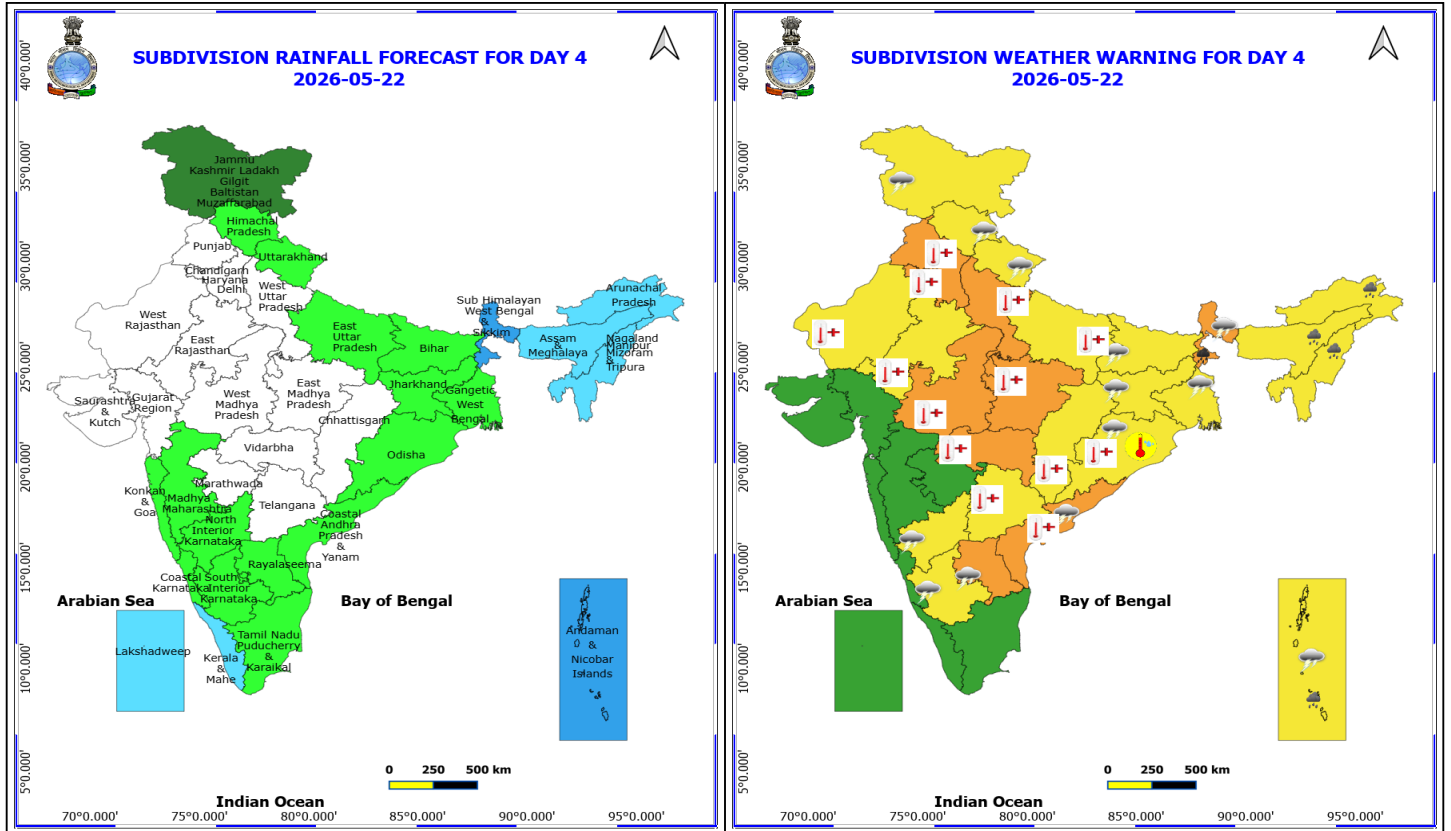 SUBDIVISION RAINFALL FORECAST FOR DAY 4
2026-05-22
40°0.000'
35°0.000'
30°0.000'
25°0.000'
20°0.000'
15°0.000'
10°0.000'
5°0.000'
Jammu
Kashmir Ladakh
Gilgit
Baltistan
Muzaffarabad
Himachal
Pradesh
Punjab
Uttarakhand
Chandigarh
Haryana
Delhi
West
Uttar
Pradesh
West
Rajasthan
East
Rajasthan
East
Uttar
Pradesh
Bihar
Sub Himalayan
West Bengal
&
Sikkim
Arunachal
Pradesh
Assam
&
Meghalaya
Nagaland
Manipur
Mizoram
&
Tripura
Saurashtra
&
Kutch
Gujarat
Region
West
Madhya
Pradesh
East
Madhya
Pradesh
Jharkhand
Gangetic
West
Bengal
Chhattisgarh
Vidarbha
Odisha
Konkan
&
Goa
Madhya
Maharashtra
Marathwada
Telangana
North
Interior
Karnataka
Coastal
Andhra
Pradesh
&
Yanam
Rayalaseema
Coastal
Karnataka
South
Interior
Karnataka
Arabian Sea
Bay of Bengal
Lakshadweep
Kerala
&
Mahe
Tamil Nadu
Puducherry
&
Karaikal
Andaman
&
Nicobar
Islands
0 250 500 km
Indian Ocean
70°0.000' 75°0.000' 80°0.000' 85°0.000' 90°0.000' 95°0.000'
SUBDIVISION WEATHER WARNING FOR DAY 4
2026-05-22
40°0.000'
35°0.000'
30°0.000'
25°0.000'
20°0.000'
15°0.000'
10°0.000'
5°0.000'
Arabian Sea
Bay of Bengal
0 250 500 km
Indian Ocean
70°0.000' 75°0.000' 80°0.000' 85°0.000' 90°0.000' 95°0.000'